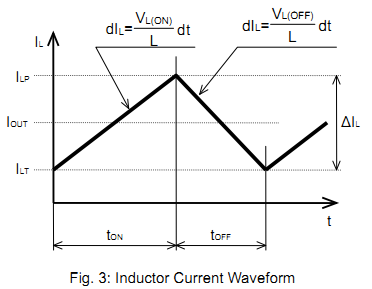 dIL=VL(ON)/L dt
dIL=VL(OFF)/L dt
IL
ILP
IOUT
ΔIL
ILT
t
tON
tOFF
Fig. 3: Inductor Current Waveform